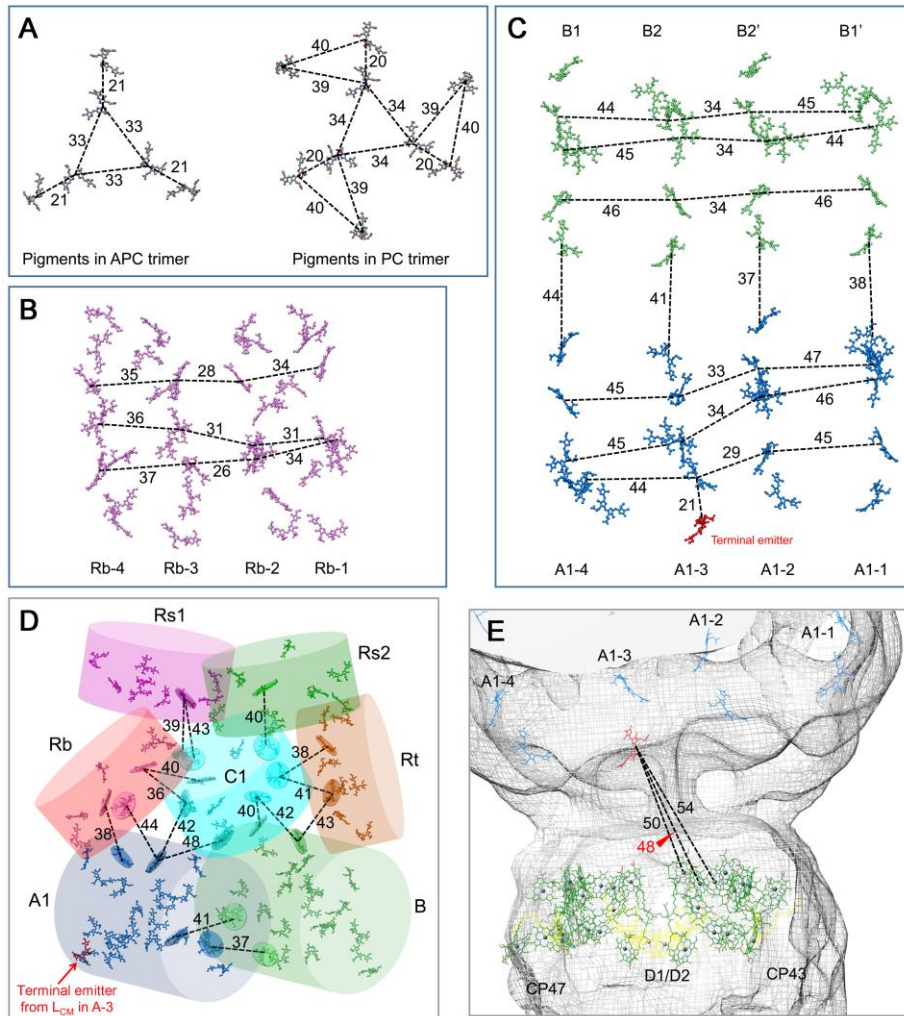 A
40
20
39
21
39
34
34
33
33
40
20
34
20
21
33
21
39
40
Pigments in APC trimer
Pigments in PC trimer
B
34
35
28
36
31
31
34
37
26
Rb-4
Rb-3
Rb-2
Rb-1
C
B1
B2
B2’
B1’
44
34
45
45
34
44
46
34
46
44
41
37
38
33
47
45
34
46
45
29
45
44
21
Terminal emitter
A1-4
A1-3
A1-2
A1-1
D
Rs1
Rs2
39
43
40
Rb
38
Rt
40
C1
36
41
40
42
44
42
43
38
48
A1
B
41
37
Terminal emitter
from LCM in A-3
E
A1-2
A1-1
A1-3
A1-4
54
50
48
D1/D2
CP47
CP43